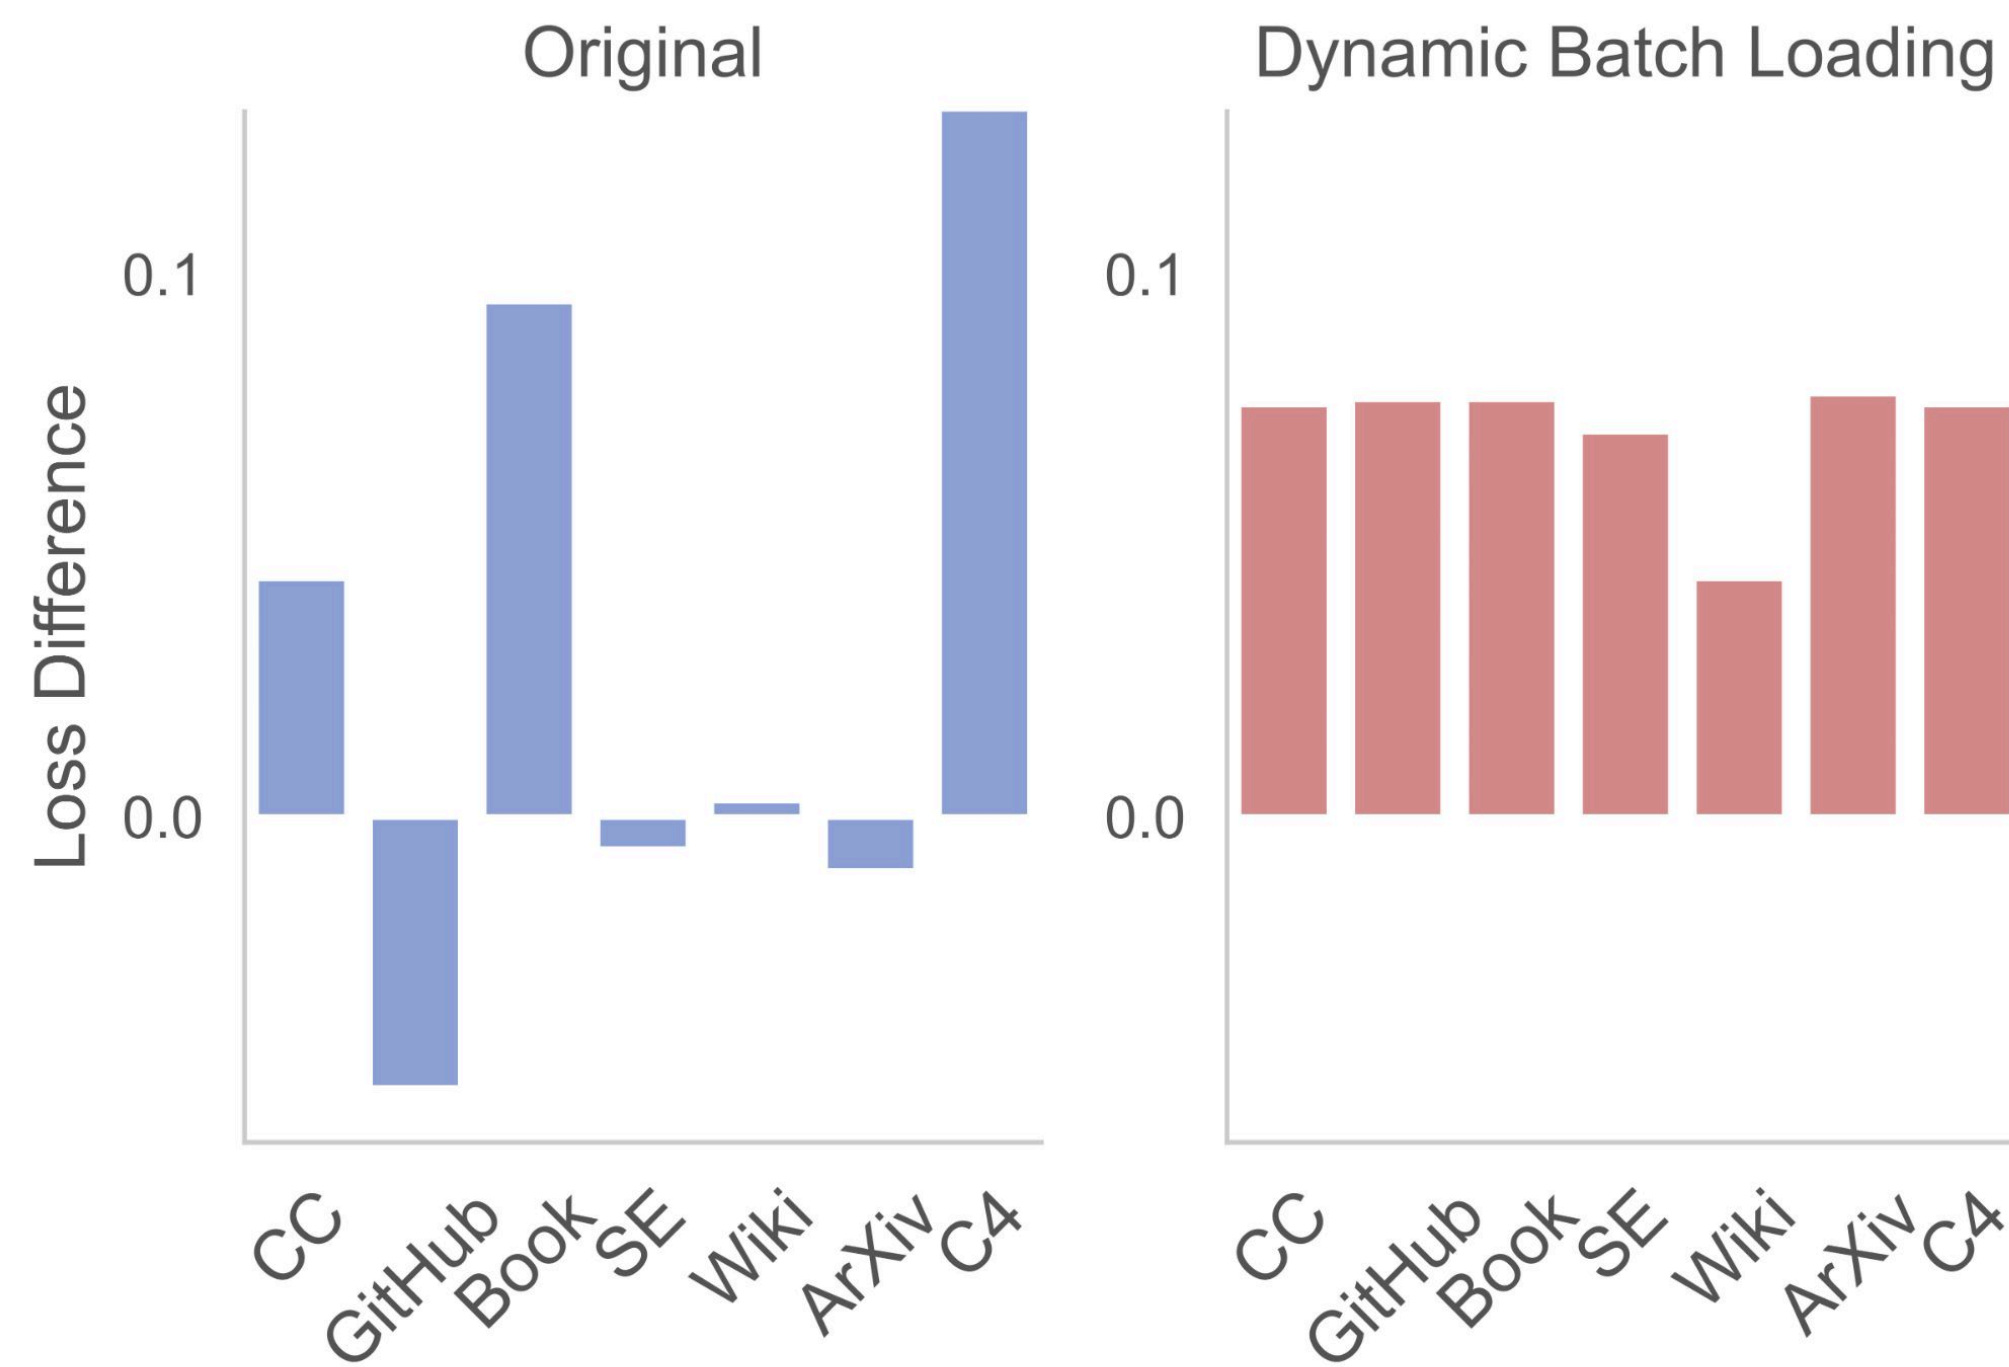 Original
Dynamic Batch Loading
Loss Difference
0.1
0.0
CC
GitHub
Book
SE
Wiki
ArXiv
C4
0.1
0.0
CC
GitHub
Book
SE
Wiki
ArXiv
C4